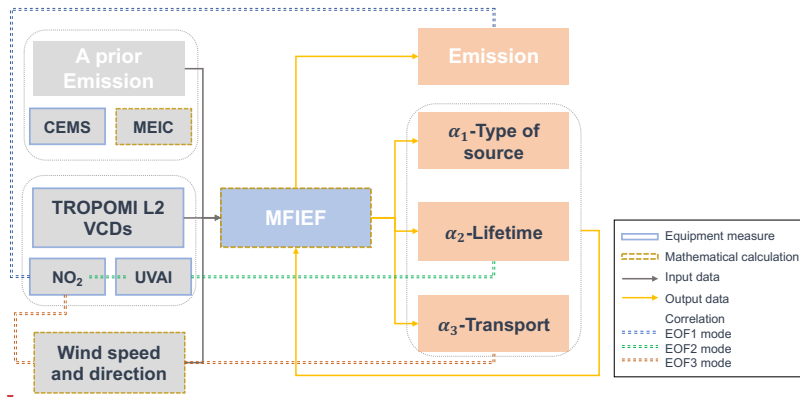 A prior
Emission
CEMS
MEIC
TROPOMI L2
VCDs
NO₂
UVAI
Wind speed
and direction
MFIEF
Emission
α₁-Type of
source
α₂-Lifetime
α₃-Transport
Equipment measure
Mathematical calculation
Input data
Output data
Correlation
EOF1 mode
EOF2 mode
EOF3 mode